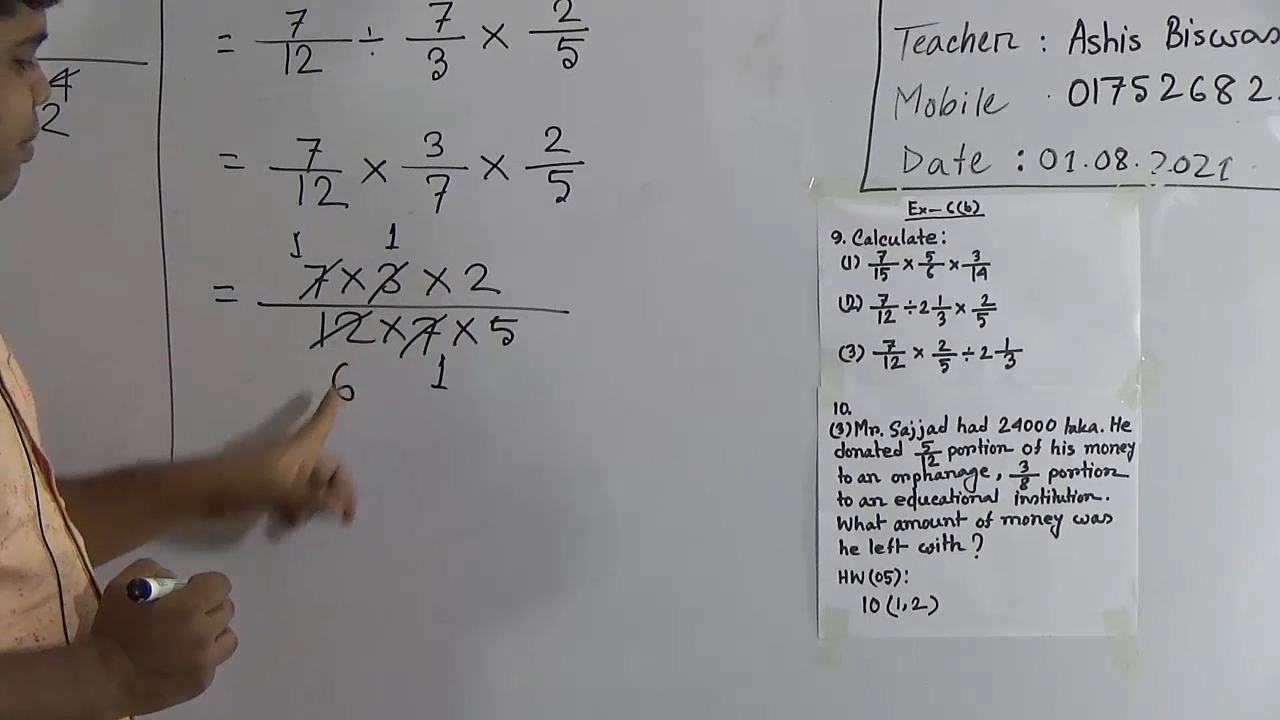 4
2
= 7/12 ÷ 7/3 × 2/5
= 7/12 × 3/7 × 2/5
1 1
= 7×3×2 / 12×7×5
6 1
Teacher : Ashis Biswas
Mobile 01752682.
Date : 01.08.2021
Ex-6(b)
9. Calculate:
(1) 7/15 × 5/6 × 3/14
(2) 7/12 ÷ 2 1/3 × 2/5
(3) 7/12 × 2/5 ÷ 2 1/3
10.
(3) Mr. Sajjad had 24000 taka. He
donated 5/12 portion of his money
to an orphanage, 3/8 portion
to an educational institution.
What amount of money was
he left with?
HW(05):
10(1,2)